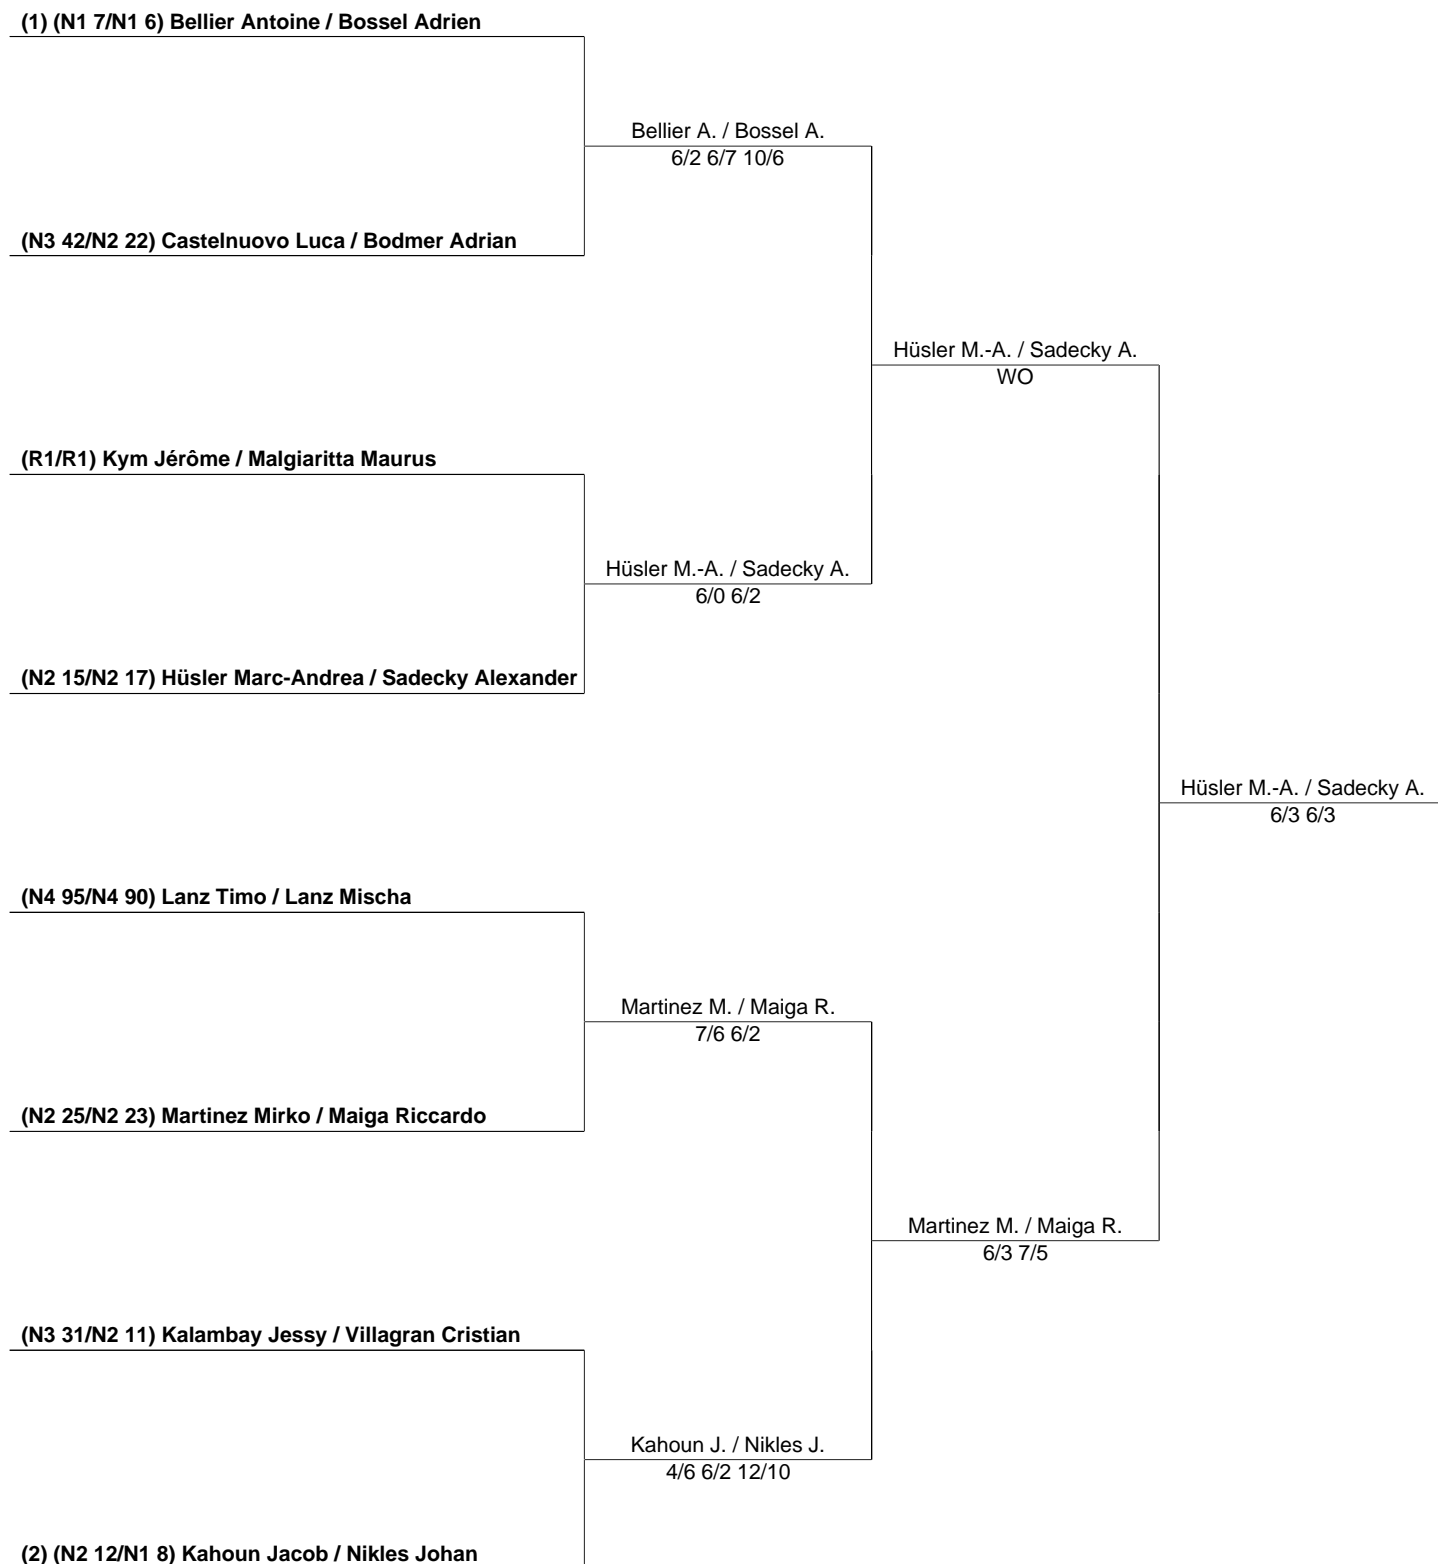 (1) (N1 7/N1 6) Bellier Antoine / Bossel Adrien
Bellier A. / Bossel A.
6/2 6/7 10/6
(N3 42/N2 22) Castelnuovo Luca / Bodmer Adrian
Hüsler M.-A. / Sadecky A.
WO
(R1/R1) Kym Jérôme / Malgiaritta Maurus
Hüsler M.-A. / Sadecky A.
6/0 6/2
(N2 15/N2 17) Hüsler Marc-Andrea / Sadecky Alexander
Hüsler M.-A. / Sadecky A.
6/3 6/3
(N4 95/N4 90) Lanz Timo / Lanz Mischa
Martinez M. / Maiga R.
7/6 6/2
(N2 25/N2 23) Martinez Mirko / Maiga Riccardo
Martinez M. / Maiga R.
6/3 7/5
(N3 31/N2 11) Kalambay Jessy / Villagran Cristian
Kahoun J. / Nikles J.
4/6 6/2 12/10
(2) (N2 12/N1 8) Kahoun Jacob / Nikles Johan